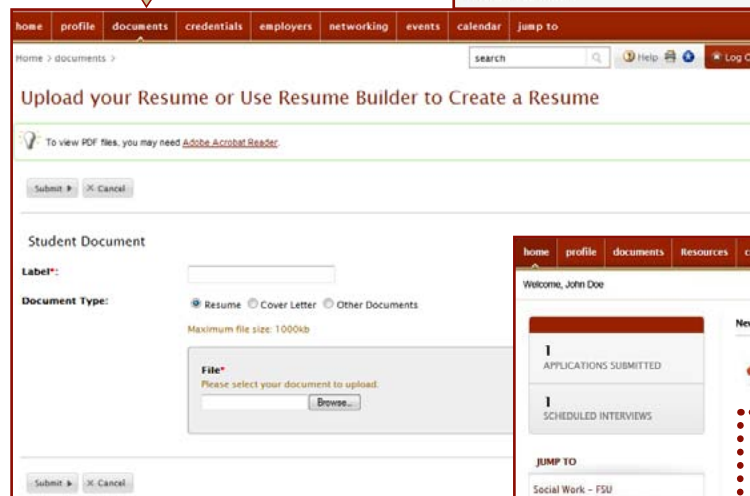 home profile documents credentials employers networking events calendar jump to
Home > documents >
search
Help
Log O
Upload your Resume or Use Resume Builder to Create a Resume
To view PDF files, you may need Adobe Acrobat Reader.
Submit Cancel
Student Document
Label*:
Document Type:
Resume Cover Letter Other Documents
Maximum file size: 1000kb
File*
Please select your document to upload.
Browse...
Submit Cancel
home profile documents Resources c
Welcome, John Doe
Nev
1
APPLICATIONS SUBMITTED
1
SCHEDULED INTERVIEWS
JUMP TO
Social Work – FSU